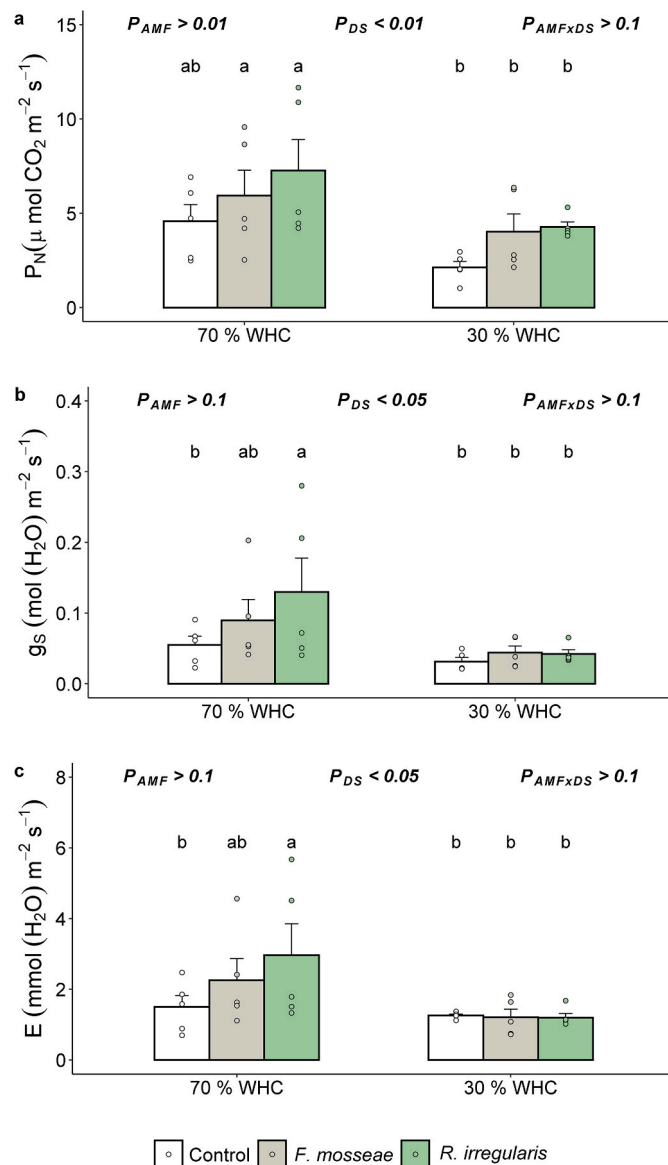 a
P_AMF > 0.01 P_DS < 0.01 P_AMFxDS > 0.1
15
ab a a b b b
10
5
0
P_N(μ mol CO₂ m⁻² s⁻¹)
70 % WHC 30 % WHC
b
P_AMF > 0.1 P_DS < 0.05 P_AMFxDS > 0.1
0.4
b ab a b b b
0.3
0.2
0.1
0.0
g_S (mol (H₂O) m⁻² s⁻¹)
70 % WHC 30 % WHC
c
P_AMF > 0.1 P_DS < 0.05 P_AMFxDS > 0.1
8
b ab a b b b
6
4
2
0
E (mmol (H₂O) m⁻² s⁻¹)
70 % WHC 30 % WHC
Control F. mosseae R. irregularis